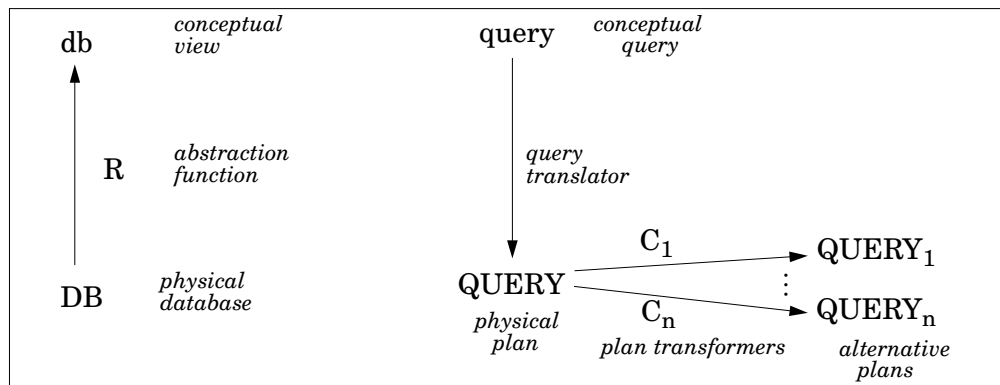 db
conceptual
view
query
conceptual
query
R
abstraction
function
query
translator
DB
physical
database
QUERY
physical
plan
C1
Cn
plan transformers
QUERY1
⋮
QUERYn
alternative
plans